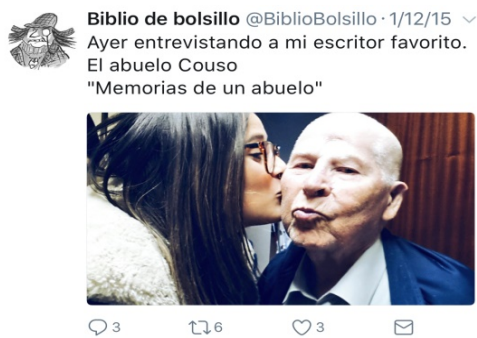 Biblio de bolsillo @BiblioBolsillo · 1/12/15
Ayer entrevistando a mi escritor favorito.
El abuelo Couso
"Memorias de un abuelo"
3 6 3